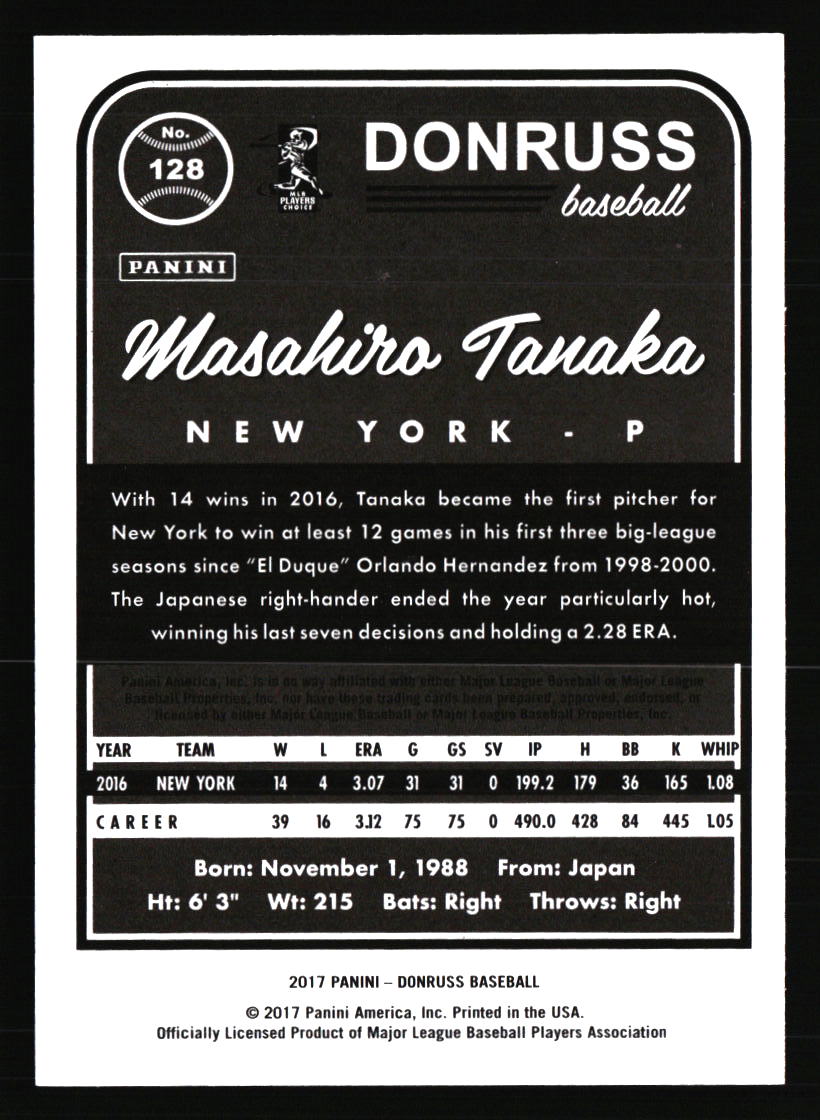 No.
128
MLB
PLAYERS
CHOICE
DONRUSS
baseball
PANINI
Masahiro Tanaka
NEW YORK - P
With 14 wins in 2016, Tanaka became the first pitcher for
New York to win at least 12 games in his first three big-league
seasons since "El Duque" Orlando Hernandez from 1998-2000.
The Japanese right-hander ended the year particularly hot,
winning his last seven decisions and holding a 2.28 ERA.
Panini America, Inc. is in no way affiliated with either Major League Baseball or Major League
Baseball Properties, Inc. nor have these trading cards been prepared, approved, endorsed, or
licensed by either Major League Baseball or Major League Baseball Properties, Inc.
YEAR TEAM W L ERA G GS SV IP H BB K WHIP
2016 NEW YORK 14 4 3.07 31 31 0 199.2 179 36 165 1.08
CAREER 39 16 3.12 75 75 0 490.0 428 84 445 1.05
Born: November 1, 1988 From: Japan
Ht: 6' 3" Wt: 215 Bats: Right Throws: Right
2017 PANINI – DONRUSS BASEBALL
© 2017 Panini America, Inc. Printed in the USA.
Officially Licensed Product of Major League Baseball Players Association